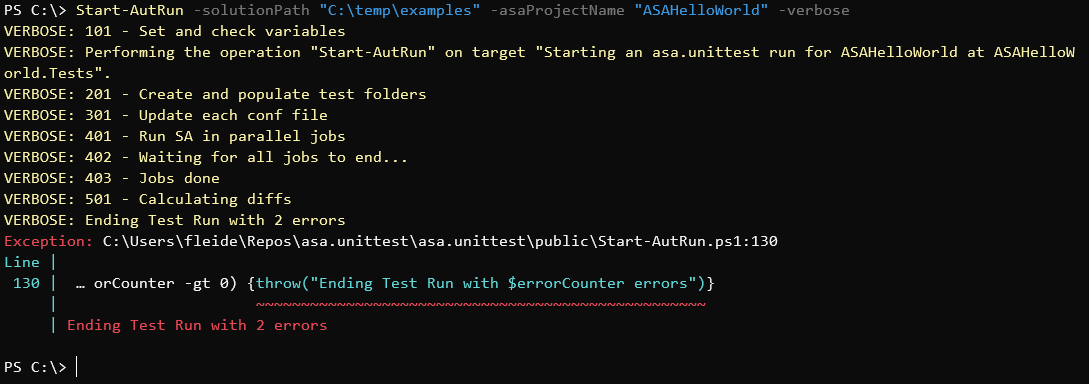 PS C:\> Start-AutRun -solutionPath "C:\temp\examples" -asaProjectName "ASAHelloWorld" -verbose
VERBOSE: 101 - Set and check variables
VERBOSE: Performing the operation "Start-AutRun" on target "Starting an asa.unittest run for ASAHelloWorld at ASAHelloW
orld.Tests".
VERBOSE: 201 - Create and populate test folders
VERBOSE: 301 - Update each conf file
VERBOSE: 401 - Run SA in parallel jobs
VERBOSE: 402 - Waiting for all jobs to end...
VERBOSE: 403 - Jobs done
VERBOSE: 501 - Calculating diffs
VERBOSE: Ending Test Run with 2 errors
Exception: C:\Users\fleide\Repos\asa.unittest\asa.unittest\public\Start-AutRun.ps1:130
Line |
 130 |  … orCounter -gt 0) {throw("Ending Test Run with $errorCounter errors")}
     |                     ~~~~~~~~~~~~~~~~~~~~~~~~~~~~~~~~~~~~~~~~~~~~~~~~~~
     | Ending Test Run with 2 errors
PS C:\>